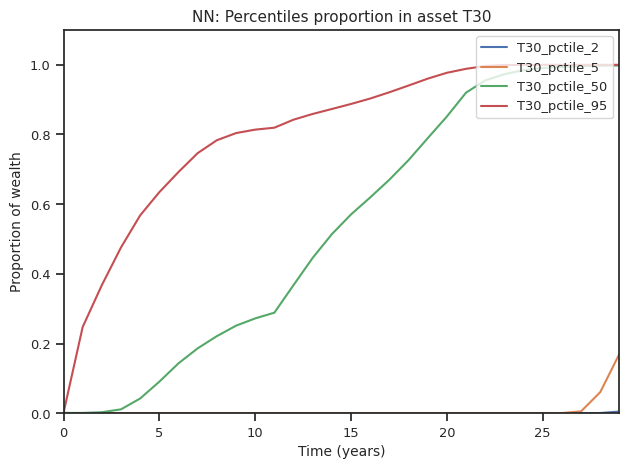 NN: Percentiles proportion in asset T30
T30_pctile_2
T30_pctile_5
T30_pctile_50
T30_pctile_95
Proportion of wealth
1.0
0.8
0.6
0.4
0.2
0.0
0 5 10 15 20 25
Time (years)